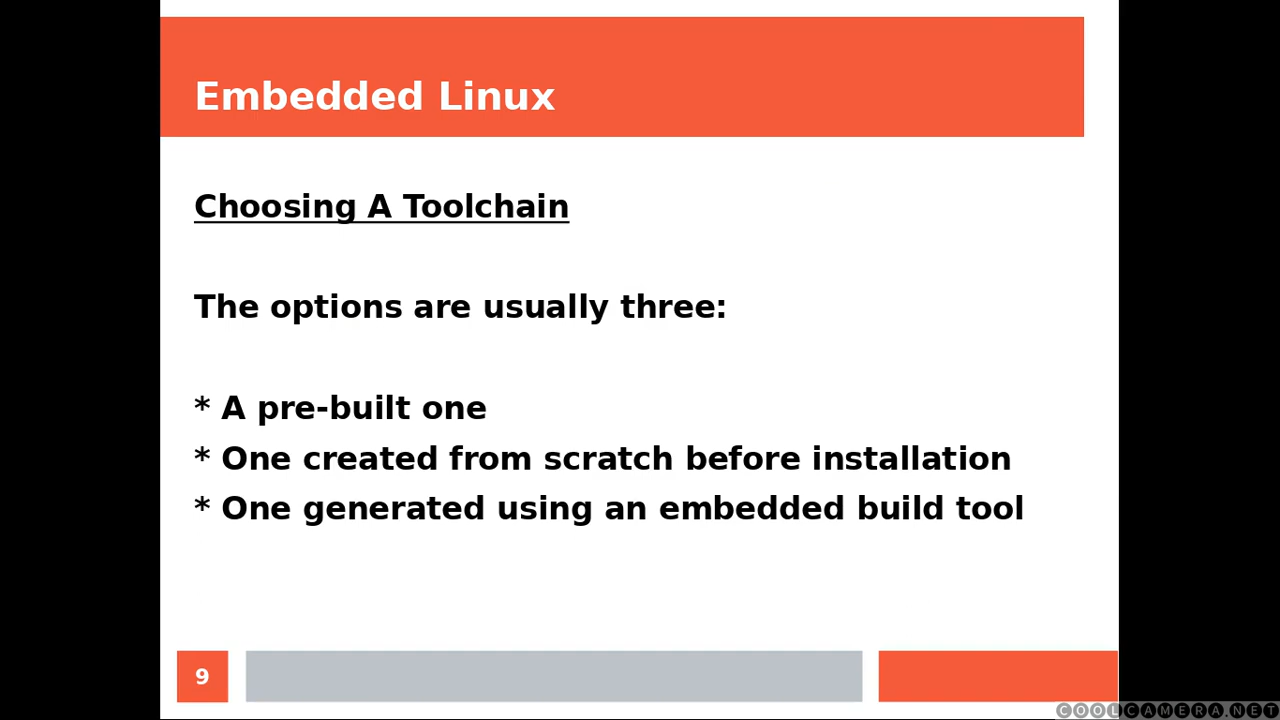 Embedded Linux
Choosing A Toolchain
The options are usually three:
* A pre-built one
* One created from scratch before installation
* One generated using an embedded build tool
9
COOLCAMERA.NET